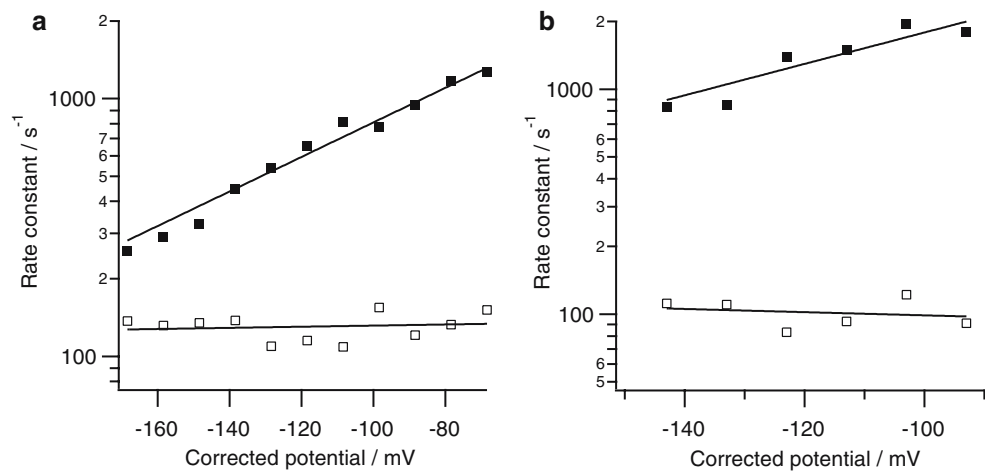 a
2
1000
7
6
5
4
3
2
100
Rate constant / s-1
-160 -140 -120 -100 -80
Corrected potential / mV
b
2
1000
6
5
4
3
2
100
6
5
Rate constant / s-1
-140 -120 -100
Corrected potential / mV